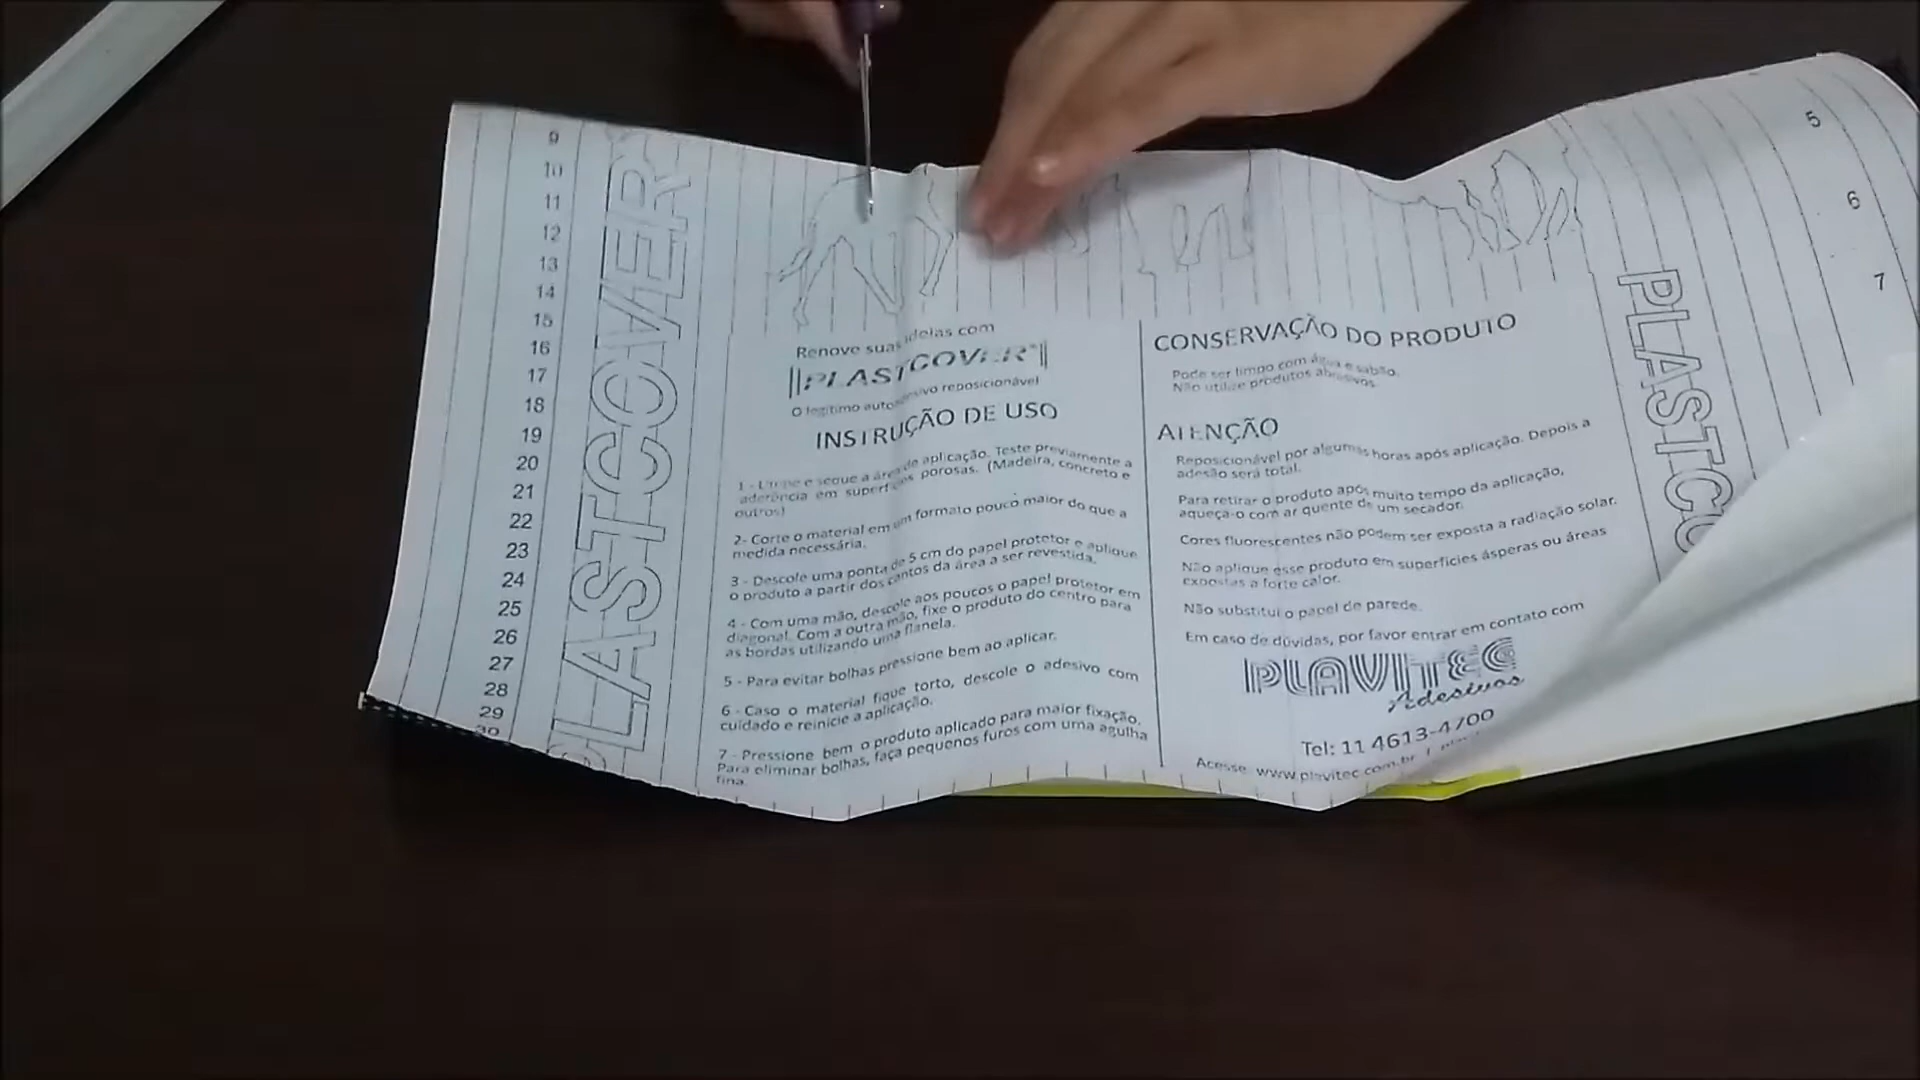 9
10
11
12
13
14
15
16
17
18
19
20
21
22
23
24
25
26
27
28
29
30
PLASTCOVER
Renove suas ideias com
PLASTCOVER
O legítimo autoadesivo reposicionável
INSTRUÇÃO DE USO
1 - Limpe e seque a área de aplicação. Teste previamente a
aderência em superfícies porosas. (Madeira, concreto e
outros)
2- Corte o material em um formato pouco maior do que a
medida necessária.
3 - Descole uma ponta de 5 cm do papel protetor e aplique
o produto a partir dos cantos da área a ser revestida.
4 - Com uma mão, descole aos poucos o papel protetor em
diagonal. Com a outra mão, fixe o produto do centro para
as bordas utilizando uma flanela.
5 - Para evitar bolhas pressione bem ao aplicar.
6 - Caso o material fique torto, descole o adesivo com
cuidado e reinicie a aplicação.
7 - Pressione bem o produto aplicado para maior fixação.
Para eliminar bolhas, faça pequenos furos com uma agulha
fina.
CONSERVAÇÃO DO PRODUTO
Pode ser limpo com água e sabão.
Não utilize produtos abrasivos.
ATENÇÃO
Reposicionável por algumas horas após aplicação. Depois a
adesão será total.
Para retirar o produto após muito tempo da aplicação,
aqueça-o com ar quente de um secador.
Cores fluorescentes não podem ser exposta a radiação solar.
Não aplique esse produto em superfícies ásperas ou áreas
expostas a forte calor.
Não substitui o papel de parede.
Em caso de dúvidas, por favor entrar em contato com
PLAVITEC
Adesivos
Tel: 11 4613-4700
Acesse: www.plavitec.com.br
PLASTCO
5
6
7